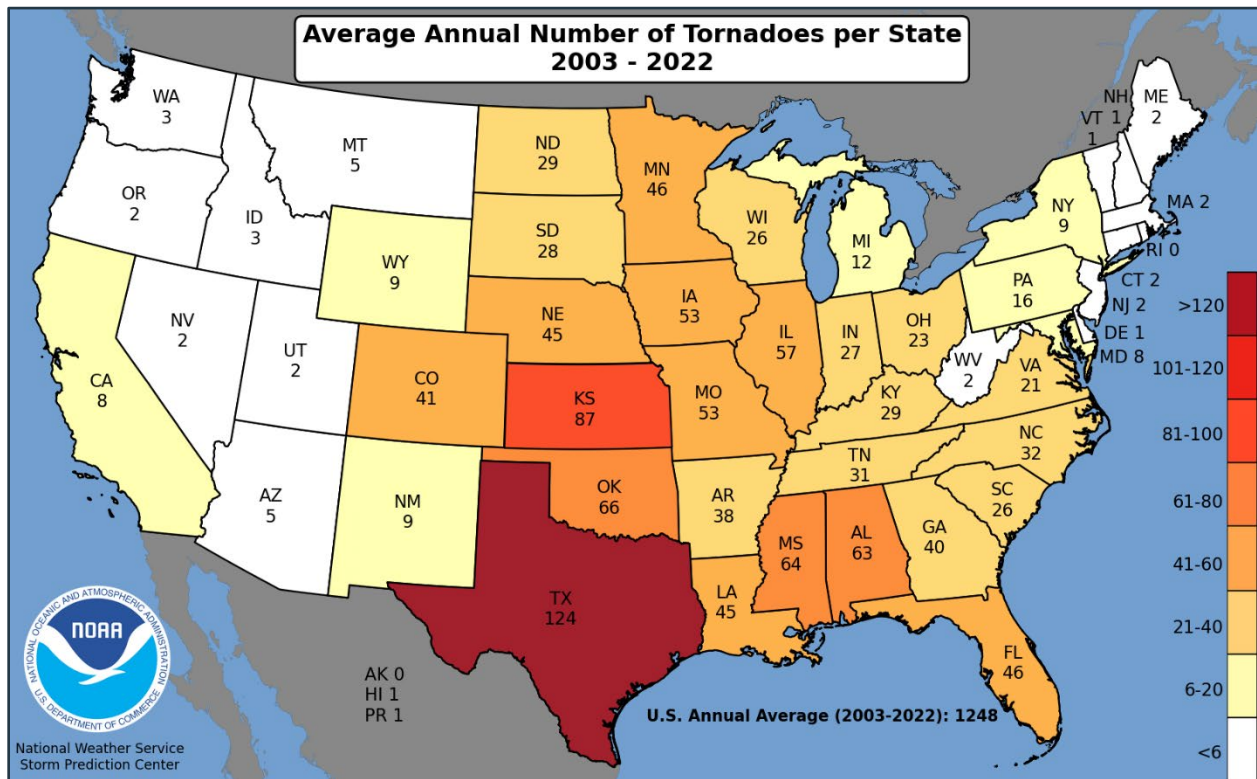 Average Annual Number of Tornadoes per State
2003 - 2022
WA
3
OR
2
ID
3
MT
5
WY
9
NV
2
UT
2
CA
8
AZ
5
CO
41
NM
9
ND
29
SD
28
NE
45
KS
87
OK
66
TX
124
MN
46
IA
53
MO
53
AR
38
LA
45
WI
26
IL
57
MI
12
IN
27
OH
23
KY
29
TN
31
MS
64
AL
63
GA
40
FL
46
SC
26
NC
32
VA
21
WV
2
PA
16
NY
9
VT
1
NH
1
ME
2
MA 2
RI 0
CT 2
NJ 2
DE 1
MD 8
AK 0
HI 1
PR 1
U.S. Annual Average (2003-2022): 1248
>120
101-120
81-100
61-80
41-60
21-40
6-20
<6
NATIONAL OCEANIC AND ATMOSPHERIC ADMINISTRATION
NOAA
U.S. DEPARTMENT OF COMMERCE
National Weather Service
Storm Prediction Center